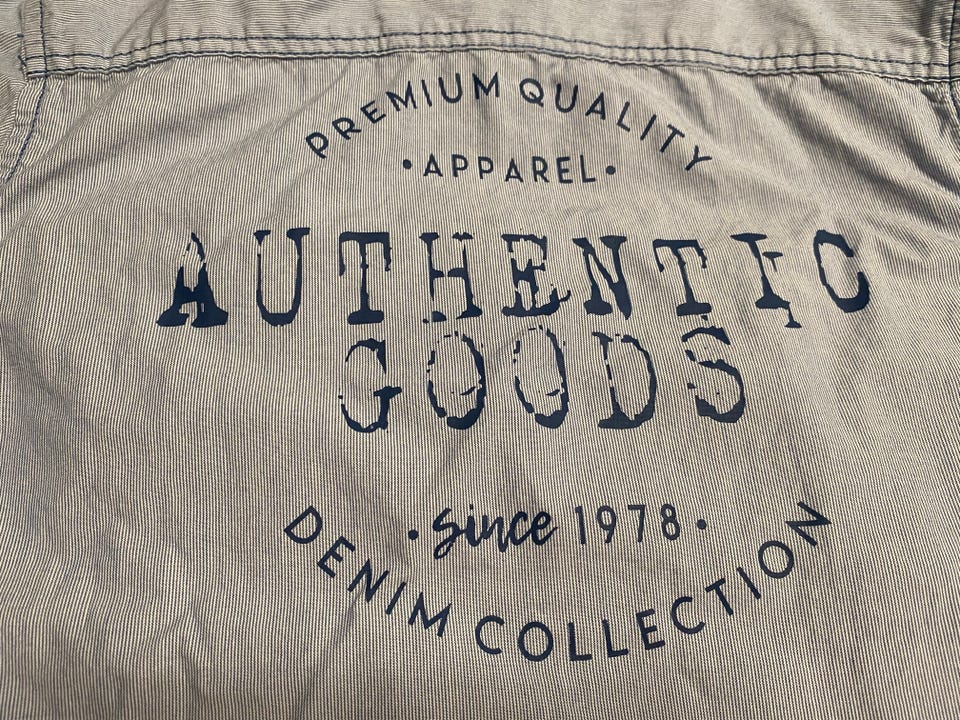 PREMIUM QUALITY
•APPAREL•
AUTHENTIC
GOODS
•since 1978•
DENIM COLLECTION